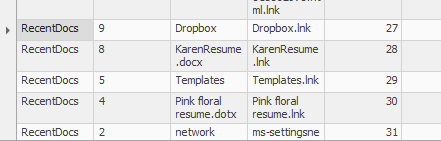 ml.lnk
RecentDocs 9 Dropbox Dropbox.lnk 27
RecentDocs 8 KarenResume KarenResume 28
.docx .lnk
RecentDocs 5 Templates Templates.lnk 29
RecentDocs 4 Pink floral Pink floral 30
resume.dotx resume.lnk
RecentDocs 2 network ms-settingsne 31